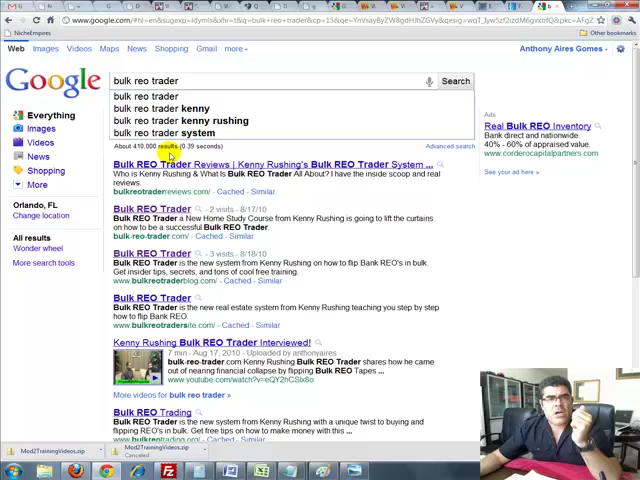 www.google.com/#hl=en&sugexp=ldymls&xhr=t&q=bulk+reo+trader&cp=15&qe=
NicheEmpires
Other bookmarks
Web Images Videos Maps News Shopping Gmail more
Anthony Aires Gomes
Google
bulk reo trader
Search
bulk reo trader
bulk reo trader kenny
bulk reo trader kenny rushing
bulk reo trader system
About 410,000 results (0.39 seconds)
Advanced search
Everything
Images
Videos
News
Shopping
More
Orlando, FL
Change location
All results
Wonder wheel
More search tools
Bulk REO Trader Reviews | Kenny Rushing's Bulk REO Trader System ...
Who is Kenny Rushing & What Is Bulk REO Trader All About? I have the inside scoop and real
reviews.
bulkreotraderreviews.com/ - Cached - Similar
Bulk REO Trader - 2 visits - 8/17/10
Bulk REO Trader a New Home Study Course from Kenny Rushing is going to lift the curtains
on how to be a successful Bulk REO Trader.
bulk-reo-trader.com/ - Cached - Similar
Bulk REO Trader - 3 visits - 8/18/10
Bulk REO Trader is the new system from Kenny Rushing on how to flip Bank REO's in bulk.
Get insider tips, secrets, and tons of cool free training.
www.bulkreotraderblog.com/ - Cached - Similar
Bulk REO Trader
Bulk REO Trader is the new real estate system from Kenny Rushing teaching you step by step
how to flip Bank REO.
www.bulkreotradersite.com/ - Cached - Similar
Kenny Rushing Bulk REO Trader Interviewed!
7 min - Aug 17, 2010 - Uploaded by anthonyaires
bulk-reo-trader.com Kenny Rushing Bulk REO Trader shares how he came
out of nearing financial collapse by flipping Bulk REO Tapes ...
www.youtube.com/watch?v=eQY2hCSlx8o
More videos for bulk reo trader »
Bulk REO Trading
Bulk REO Trader is the new system from Kenny Rushing with a unique twist to buying and
flipping REO's in Bulk. Get free tips on how to make money with this ...
www.bulkreotrading.org/ - Cached - Similar
Ads
Real Bulk REO Inventory
Bank direct and nationwide.
40% - 60% of appraised value.
www.corderocapitalpartners.com
See your ad here »
Mod2TrainingVideos.zip
Mod2TrainingVideos.zip
Canceled